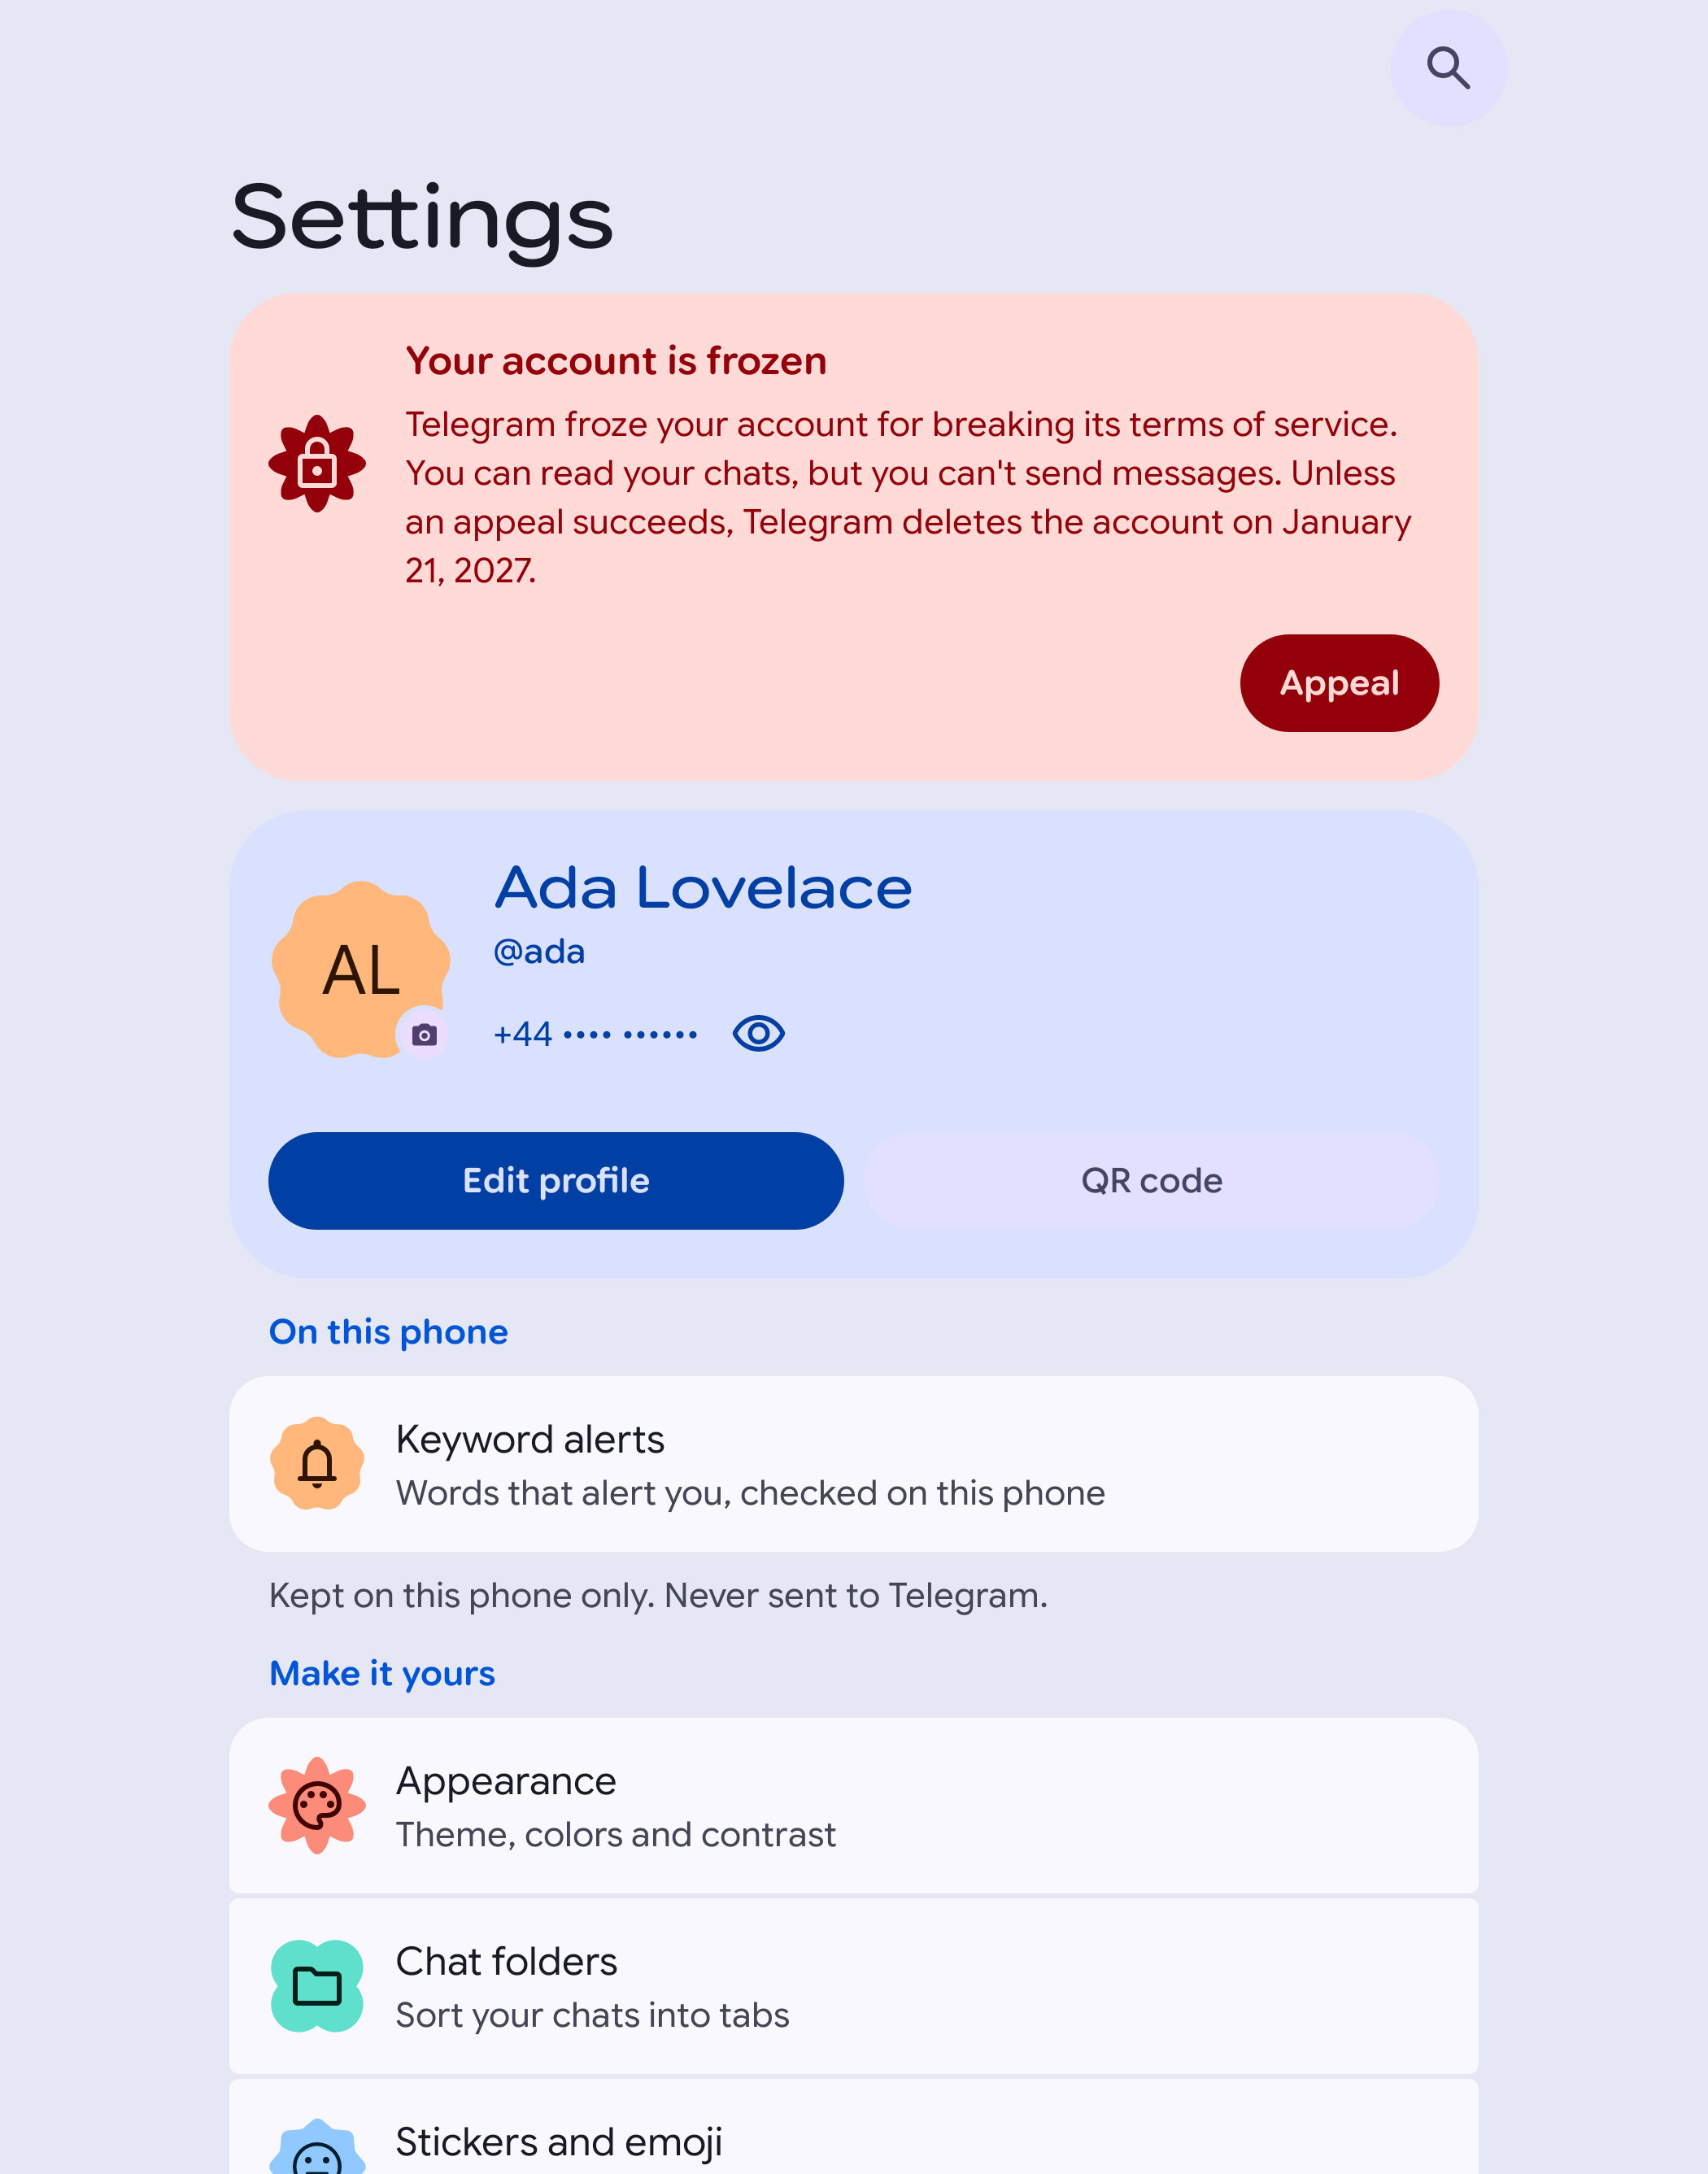 Settings
Your account is frozen
Telegram froze your account for breaking its terms of service.
You can read your chats, but you can't send messages. Unless
an appeal succeeds, Telegram deletes the account on January
21, 2027.
Appeal
Ada Lovelace
@ada
AL
+44 •••• ••••••
Edit profile
QR code
On this phone
Keyword alerts
Words that alert you, checked on this phone
Kept on this phone only. Never sent to Telegram.
Make it yours
Appearance
Theme, colors and contrast
Chat folders
Sort your chats into tabs
Stickers and emoji